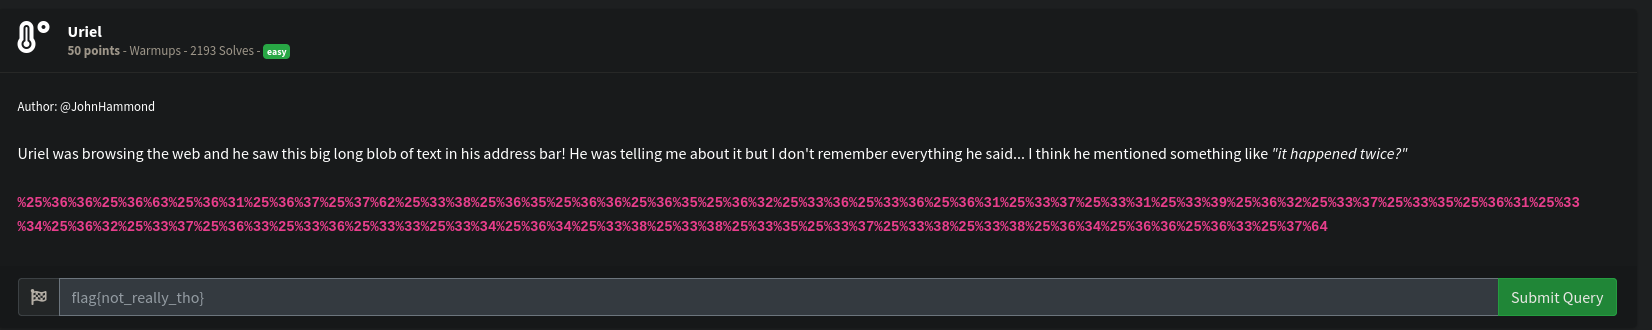 Uriel
50 points - Warmups - 2193 Solves - easy
Author: @JohnHammond
Uriel was browsing the web and he saw this big long blob of text in his address bar! He was telling me about it but I don't remember everything he said... I think he mentioned something like "it happened twice?"
%25%36%36%25%36%63%25%36%31%25%36%37%25%37%62%25%33%38%25%36%35%25%36%36%25%36%35%25%36%32%25%33%36%25%33%36%25%36%31%25%33%37%25%33%31%25%33%39%25%36%32%25%33%37%25%33%35%25%36%31%25%33
%34%25%36%32%25%33%37%25%36%33%25%33%36%25%33%33%25%33%34%25%36%34%25%33%38%25%33%38%25%33%35%25%33%37%25%33%38%25%33%38%25%36%34%25%36%36%25%36%33%25%37%64
flag{not_really_tho}
Submit Query